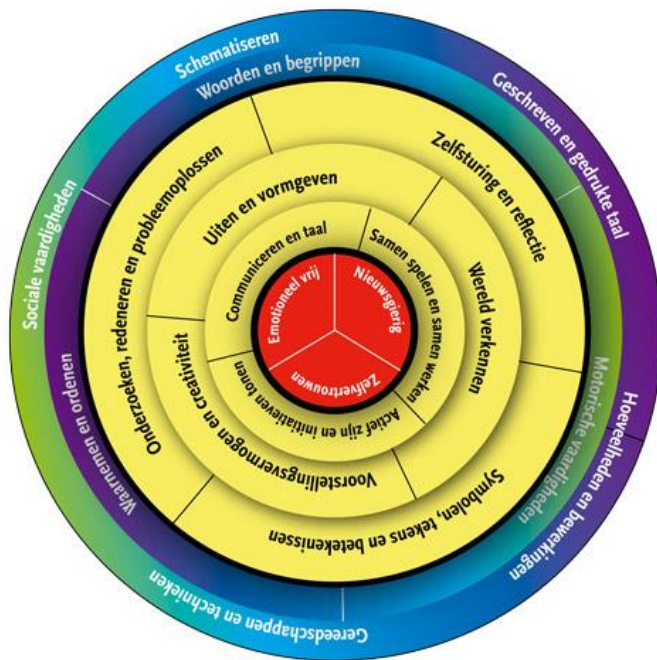 Schematiseren
Woorden en begrippen
Geschreven en gedrukte taal
Sociale vaardigheden
Hoeveelheden en bewerkingen
Motorische vaardigheden
Gereedschappen en technieken
Waarnemen en ordenen
Onderzoeken, redeneren en probleemoplossen
Zelfsturing en reflectie
Symbolen, tekens en betekenissen
Uiten en vormgeven
Wereld verkennen
Voorstellingsvermogen en creativiteit
Communiceren en taal
Samen spelen en samen werken
Actief zijn en initiatieven tonen
Emotioneel vrij
Nieuwsgierig
Zelfvertrouwen